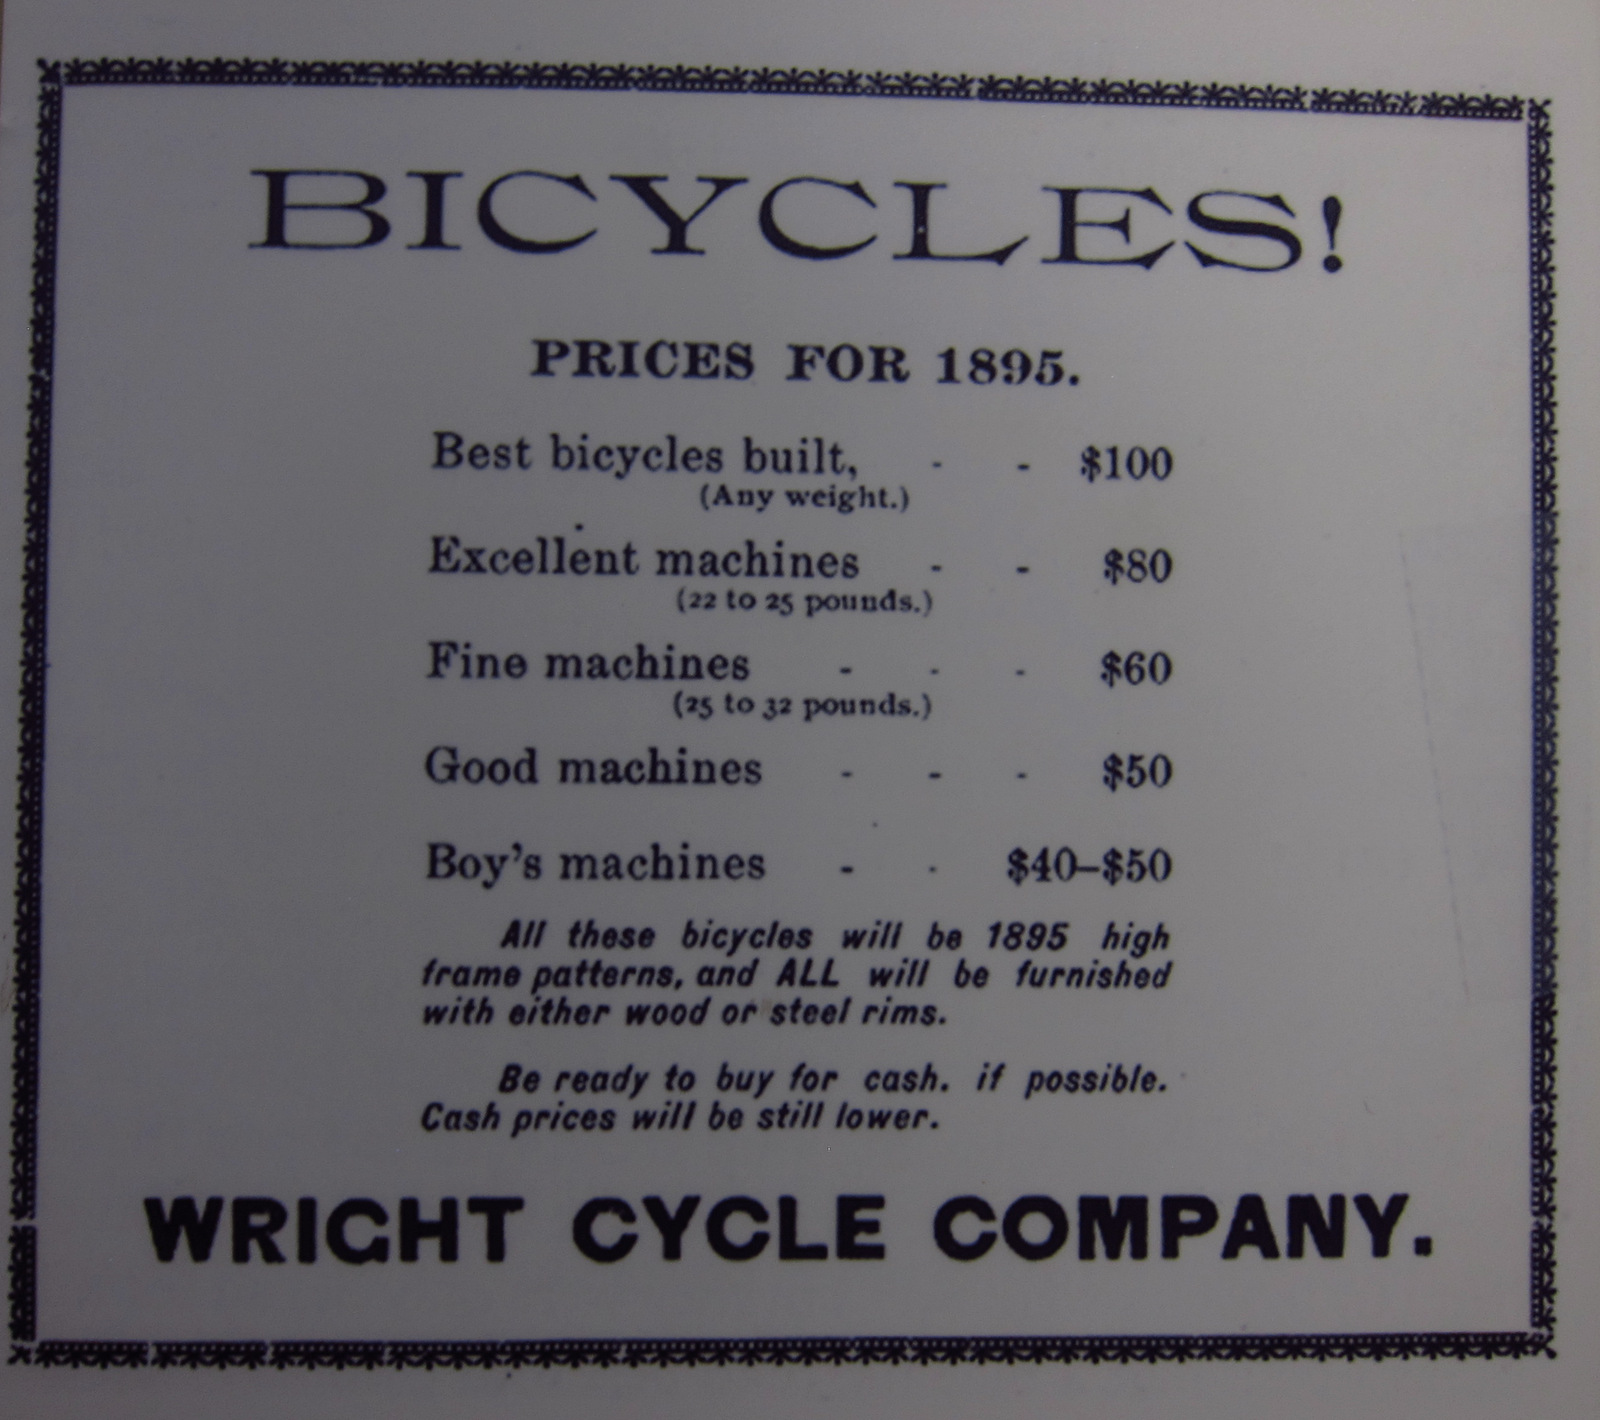 BICYCLES!
PRICES FOR 1895.
Best bicycles built, - - $100
(Any weight.)
Excellent machines - - $80
(22 to 25 pounds.)
Fine machines - - - $60
(25 to 32 pounds.)
Good machines - - - $50
Boy's machines - - $40–$50
All these bicycles will be 1895 high
frame patterns, and ALL will be furnished
with either wood or steel rims.
Be ready to buy for cash. if possible.
Cash prices will be still lower.
WRIGHT CYCLE COMPANY.